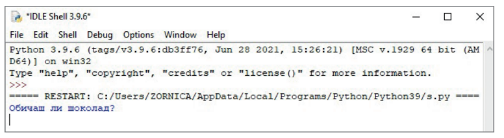 *IDLE Shell 3.9.6*
File Edit Shell Debug Options Window Help
Python 3.9.6 (tags/v3.9.6:db3ff76, Jun 28 2021, 15:26:21) [MSC v.1929 64 bit (AM
D64)] on win32
Type "help", "copyright", "credits" or "license()" for more information.
>>>
===== RESTART: C:/Users/ZORNICA/AppData/Local/Programs/Python/Python39/s.py ====
Обичаш ли шоколад?